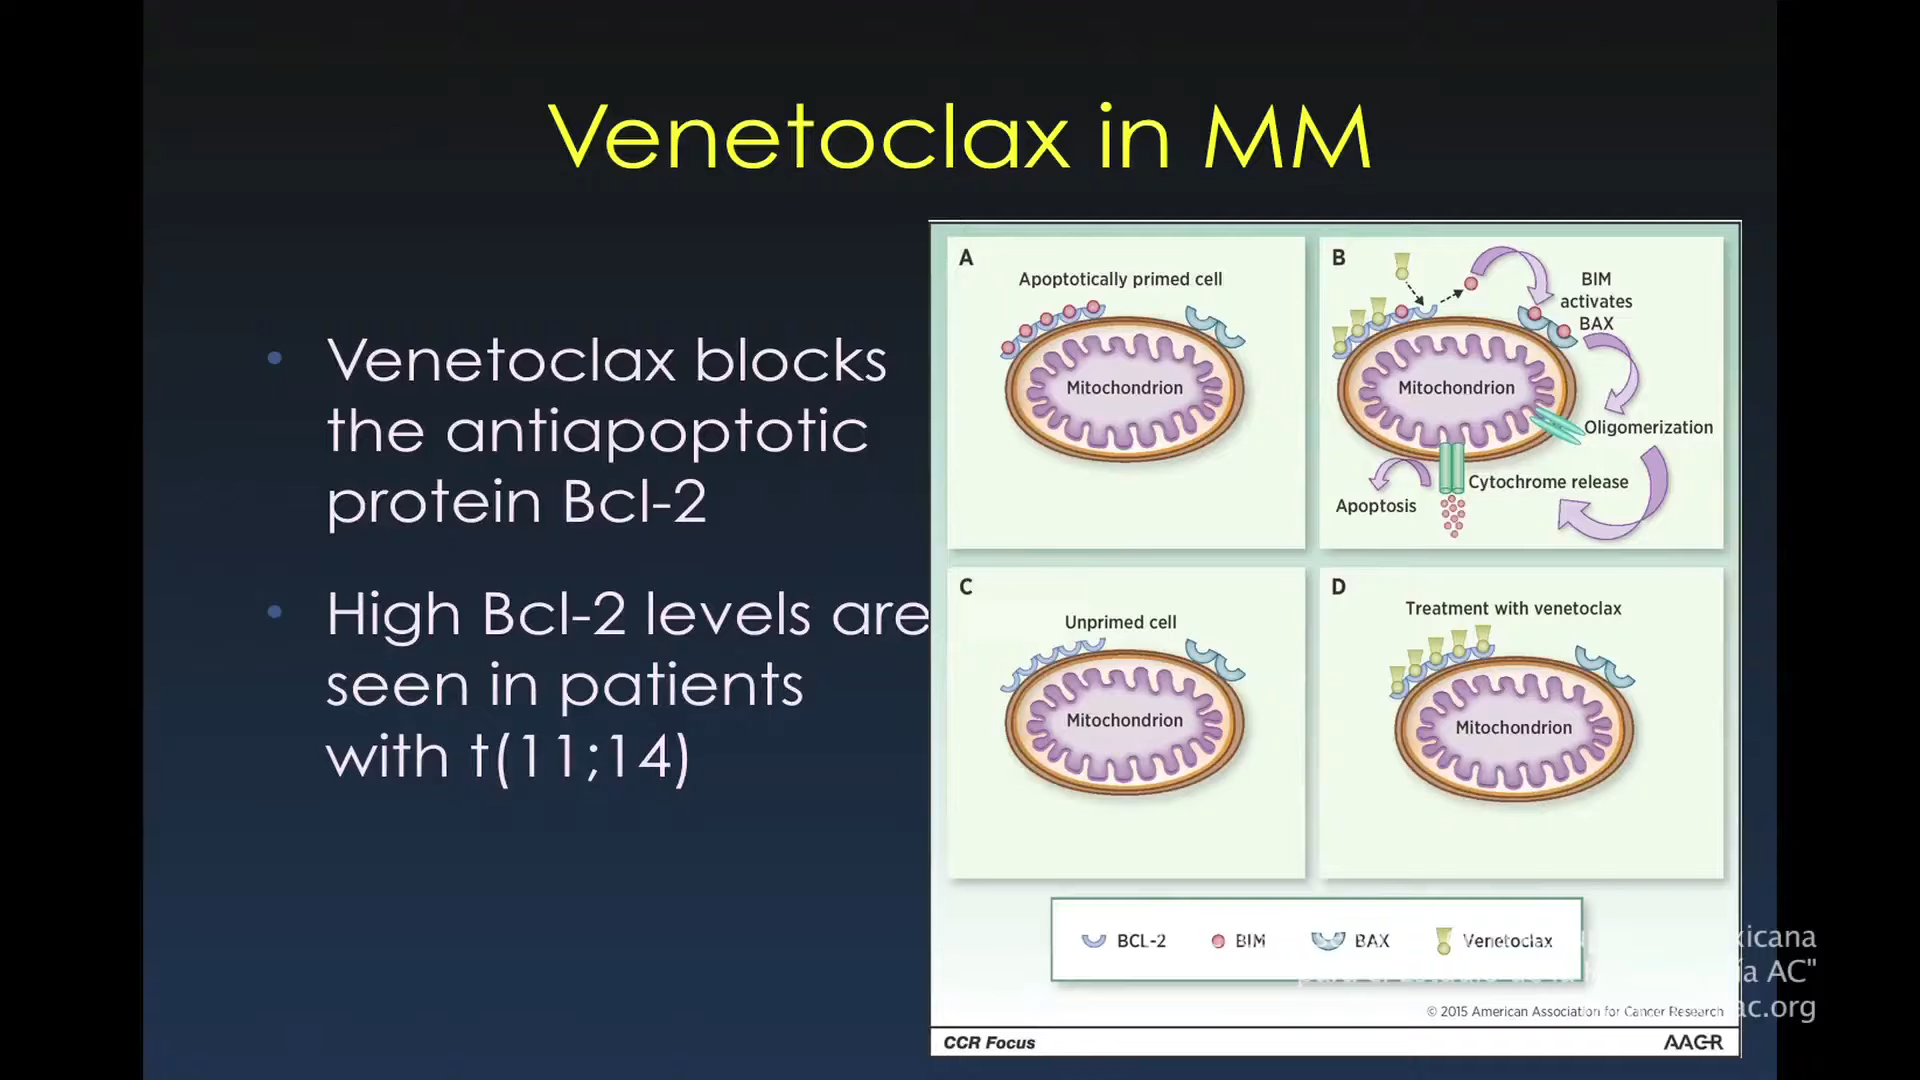 Venetoclax in MM
• Venetoclax blocks
the antiapoptotic
protein Bcl-2
• High Bcl-2 levels are
seen in patients
with t(11;14)
A
Apoptotically primed cell
Mitochondrion
B
BIM
activates
BAX
Mitochondrion
Oligomerization
Cytochrome release
Apoptosis
C
Unprimed cell
Mitochondrion
D
Treatment with venetoclax
Mitochondrion
BCL-2 BIM BAX Venetoclax
xicana
ía AC"
ac.org
© 2015 American Association for Cancer Research
CCR Focus
AACR